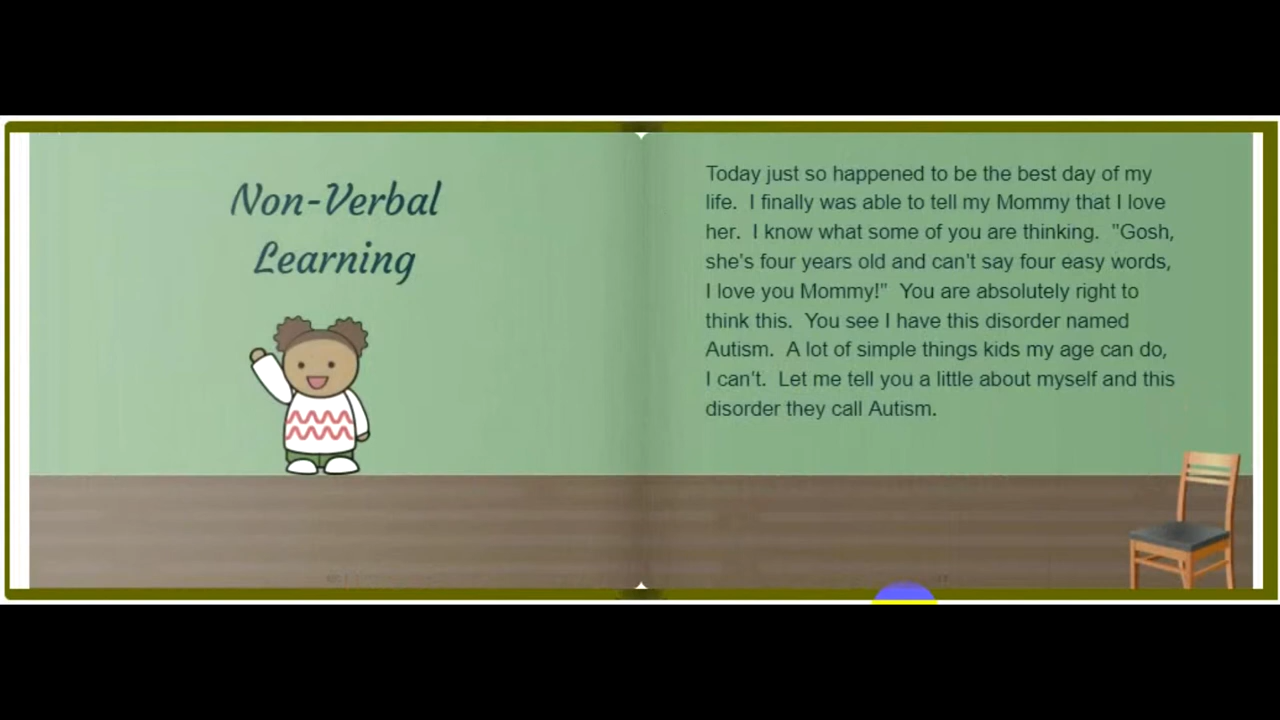 Non-Verbal
Learning
Today just so happened to be the best day of my
life.  I finally was able to tell my Mommy that I love
her.  I know what some of you are thinking.  "Gosh,
she's four years old and can't say four easy words,
I love you Mommy!"  You are absolutely right to
think this.  You see I have this disorder named
Autism.  A lot of simple things kids my age can do,
I can't.  Let me tell you a little about myself and this
disorder they call Autism.